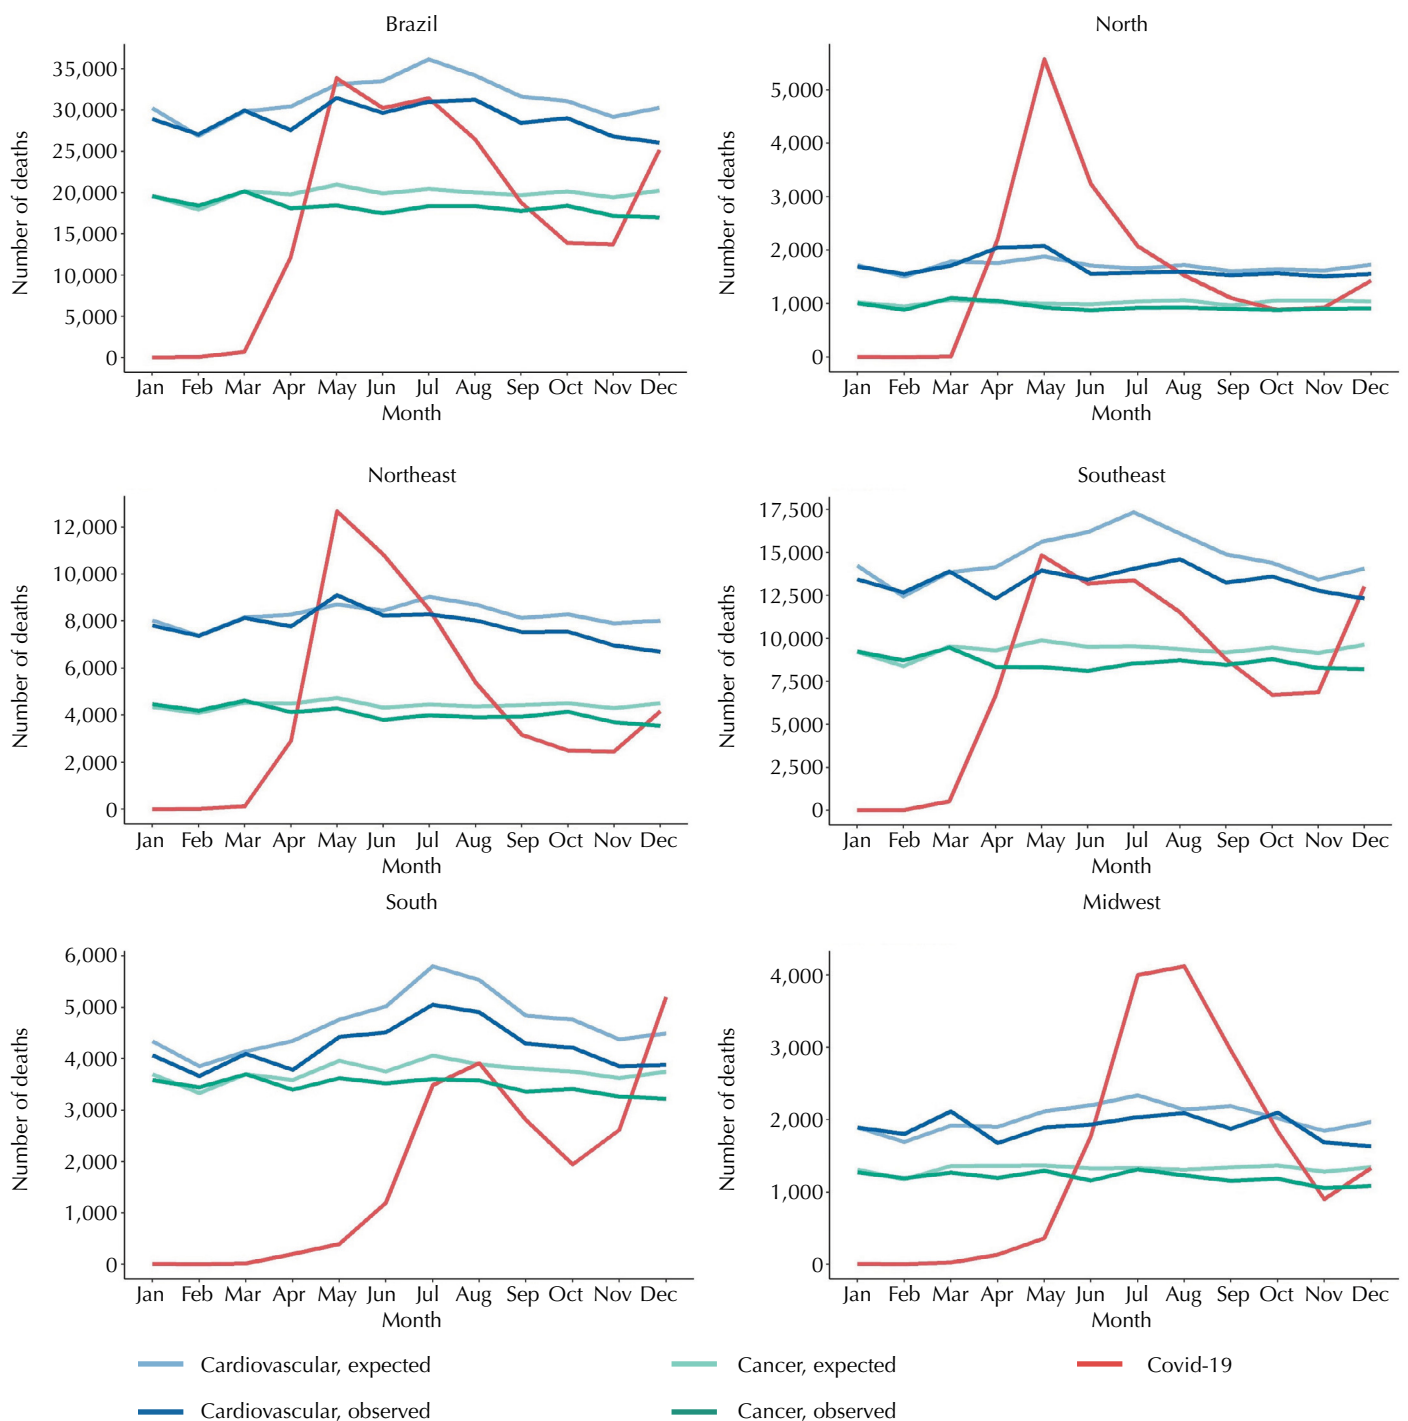 Brazil
Number of deaths
35,000
30,000
25,000
20,000
15,000
10,000
5,000
0
Jan Feb Mar Apr May Jun Jul Aug Sep Oct Nov Dec
Month
North
Number of deaths
5,000
4,000
3,000
2,000
1,000
0
Jan Feb Mar Apr May Jun Jul Aug Sep Oct Nov Dec
Month
Northeast
Number of deaths
12,000
10,000
8,000
6,000
4,000
2,000
0
Jan Feb Mar Apr May Jun Jul Aug Sep Oct Nov Dec
Month
Southeast
Number of deaths
17,500
15,000
12,500
10,000
7,500
5,000
2,500
0
Jan Feb Mar Apr May Jun Jul Aug Sep Oct Nov Dec
Month
South
Number of deaths
6,000
5,000
4,000
3,000
2,000
1,000
0
Jan Feb Mar Apr May Jun Jul Aug Sep Oct Nov Dec
Month
Midwest
Number of deaths
4,000
3,000
2,000
1,000
0
Jan Feb Mar Apr May Jun Jul Aug Sep Oct Nov Dec
Month
Cardiovascular, expected
Cancer, expected
Covid-19
Cardiovascular, observed
Cancer, observed